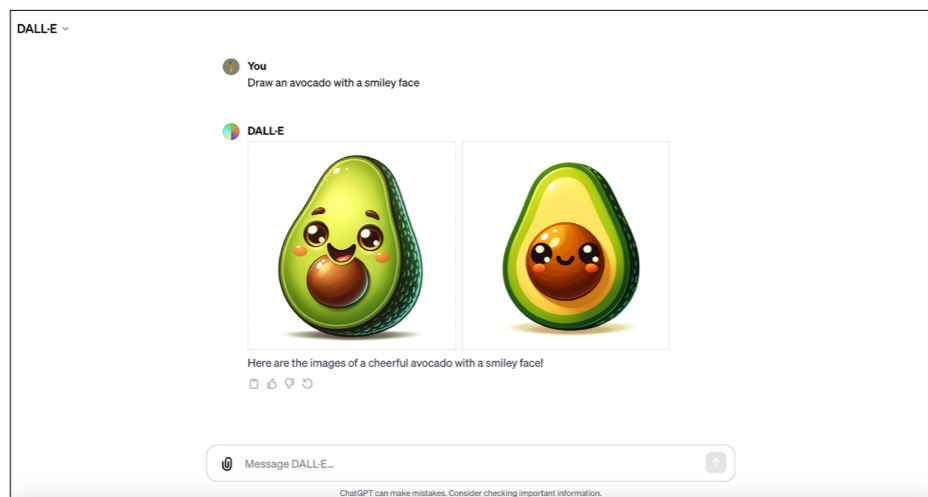 DALL·E
You
Draw an avocado with a smiley face
DALL·E
Here are the images of a cheerful avocado with a smiley face!
Message DALL·E...
ChatGPT can make mistakes. Consider checking important information.